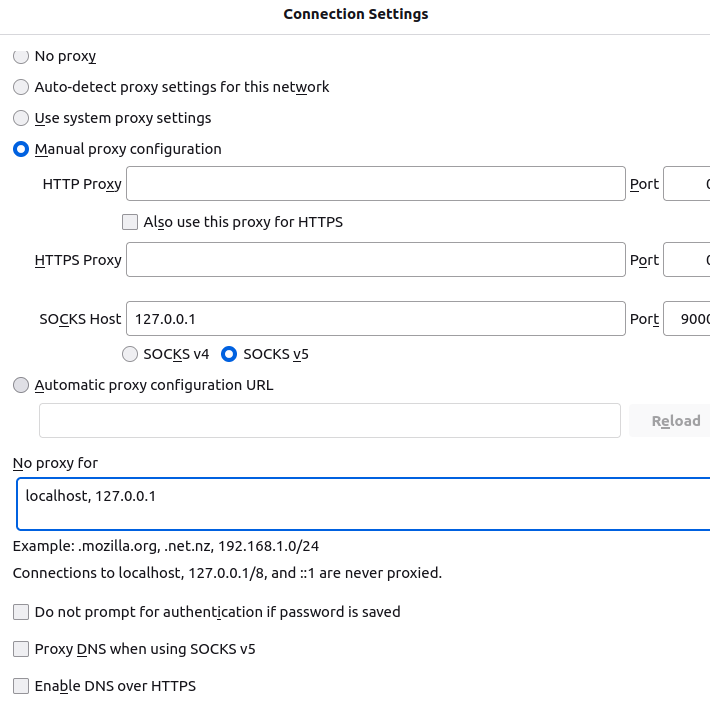 Connection Settings
No proxy
Auto-detect proxy settings for this network
Use system proxy settings
Manual proxy configuration
HTTP Proxy Port 0
Also use this proxy for HTTPS
HTTPS Proxy Port 0
SOCKS Host 127.0.0.1 Port 9000
SOCKS v4 SOCKS v5
Automatic proxy configuration URL
Reload
No proxy for
localhost, 127.0.0.1
Example: .mozilla.org, .net.nz, 192.168.1.0/24
Connections to localhost, 127.0.0.1/8, and ::1 are never proxied.
Do not prompt for authentication if password is saved
Proxy DNS when using SOCKS v5
Enable DNS over HTTPS